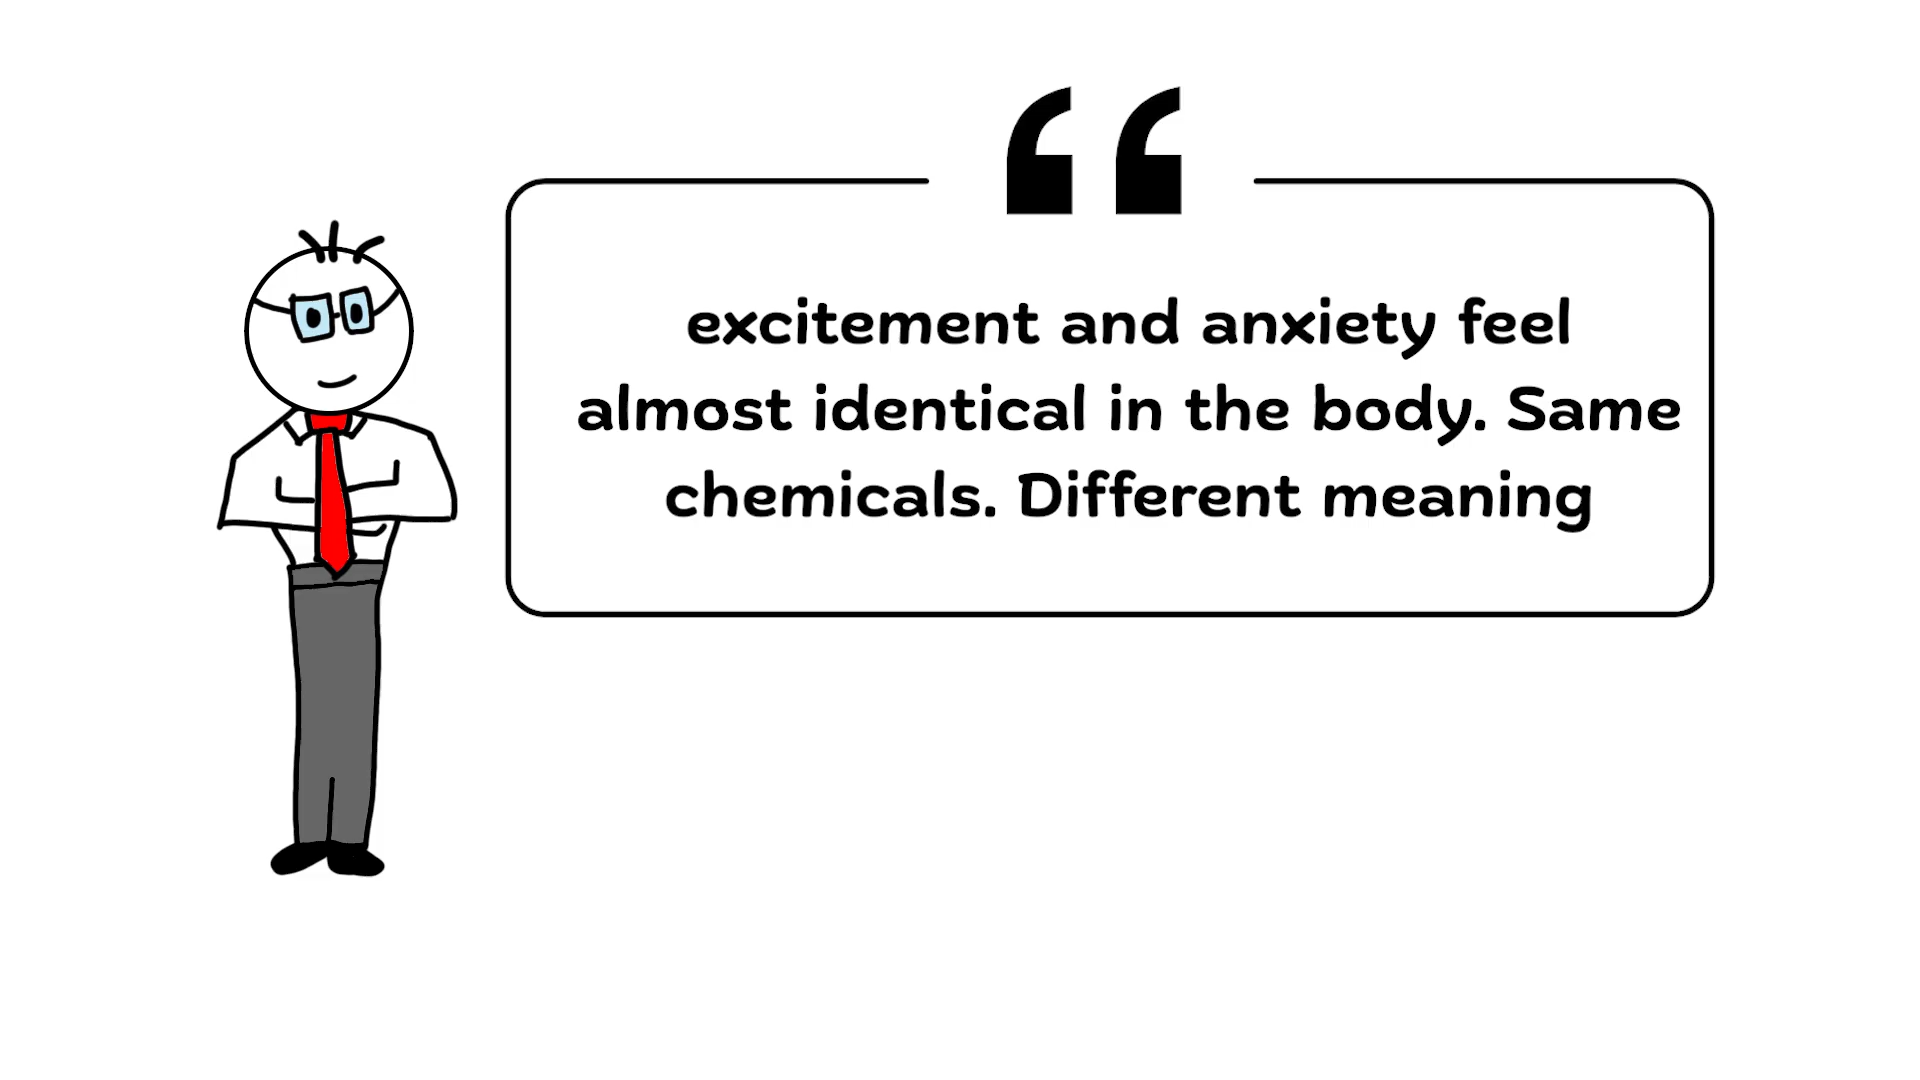 excitement and anxiety feel
almost identical in the body. Same
chemicals. Different meaning